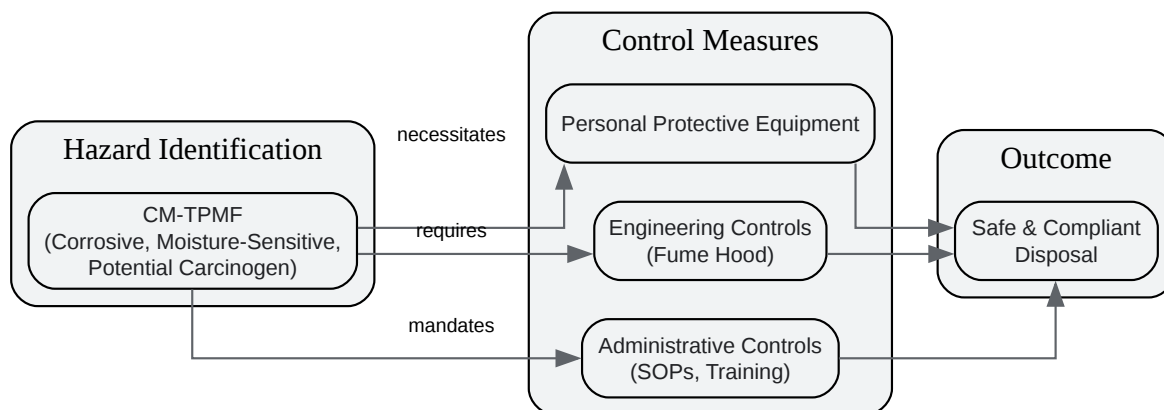 Hazard Identification
CM-TPMF
(Corrosive, Moisture-Sensitive,
Potential Carcinogen)
necessitates
requires
mandates
Control Measures
Personal Protective Equipment
Engineering Controls
(Fume Hood)
Administrative Controls
(SOPs, Training)
Outcome
Safe & Compliant
Disposal